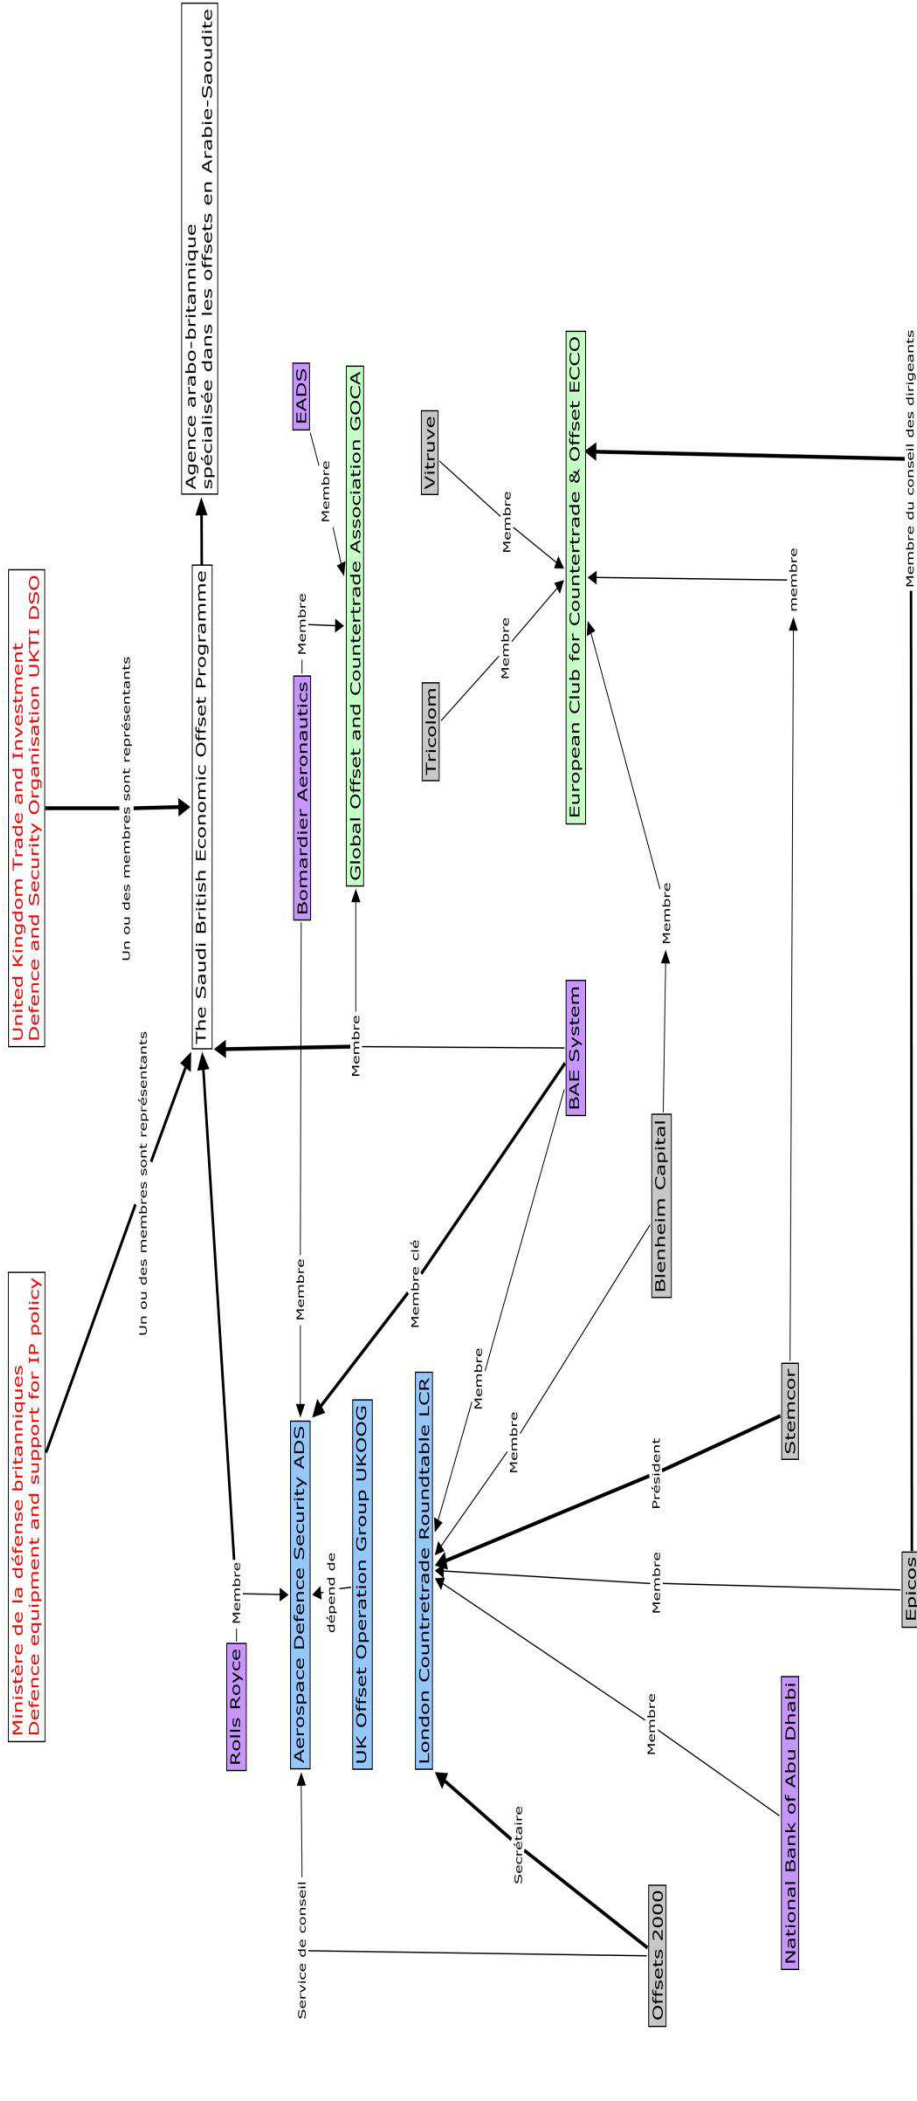 Ministère de la défense britanniques
Defence equipment and support for IP policy
United Kingdom Trade and Investment
Defence and Security Organisation UKTI DSO
Un ou des membres sont représentants
Un ou des membres sont représentants
The Saudi British Economic Offset Programme
Agence arabo-britannique
spécialisée dans les offsets en Arabie-Saoudite
Rolls Royce
Membre
Service de conseil
Aerospace Defence Security ADS
Membre
Bomardier Aeronautics
Membre
EADS
Membre
dépend de
UK Offset Operation Group UKOOG
Membre
Global Offset and Countertrade Association GOCA
Membre clé
London Countretrade Roundtable LCR
Tricolom
Vitruve
Membre
Membre
Membre
Membre
Secrétaire
BAE System
European Club for Countertrade & Offset ECCO
Offsets 2000
Membre
Membre
Président
Blenheim Capital
Membre
National Bank of Abu Dhabi
Stemcor
membre
Epicos
Membre du conseil des dirigeants